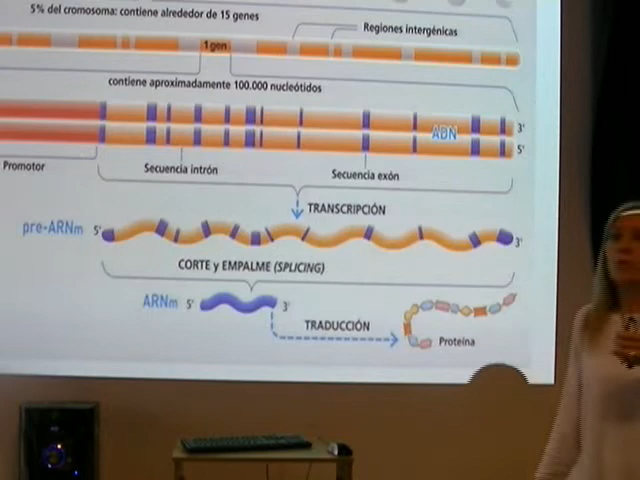 5% del cromosoma: contiene alrededor de 15 genes
Regiones intergénicas
1 gen
contiene aproximadamente 100.000 nucleótidos
ADN
3'
5'
Promotor
Secuencia intrón
Secuencia exón
TRANSCRIPCIÓN
pre-ARNm 5'
3'
CORTE y EMPALME (SPLICING)
ARNm 5'
3'
TRADUCCIÓN
Proteína